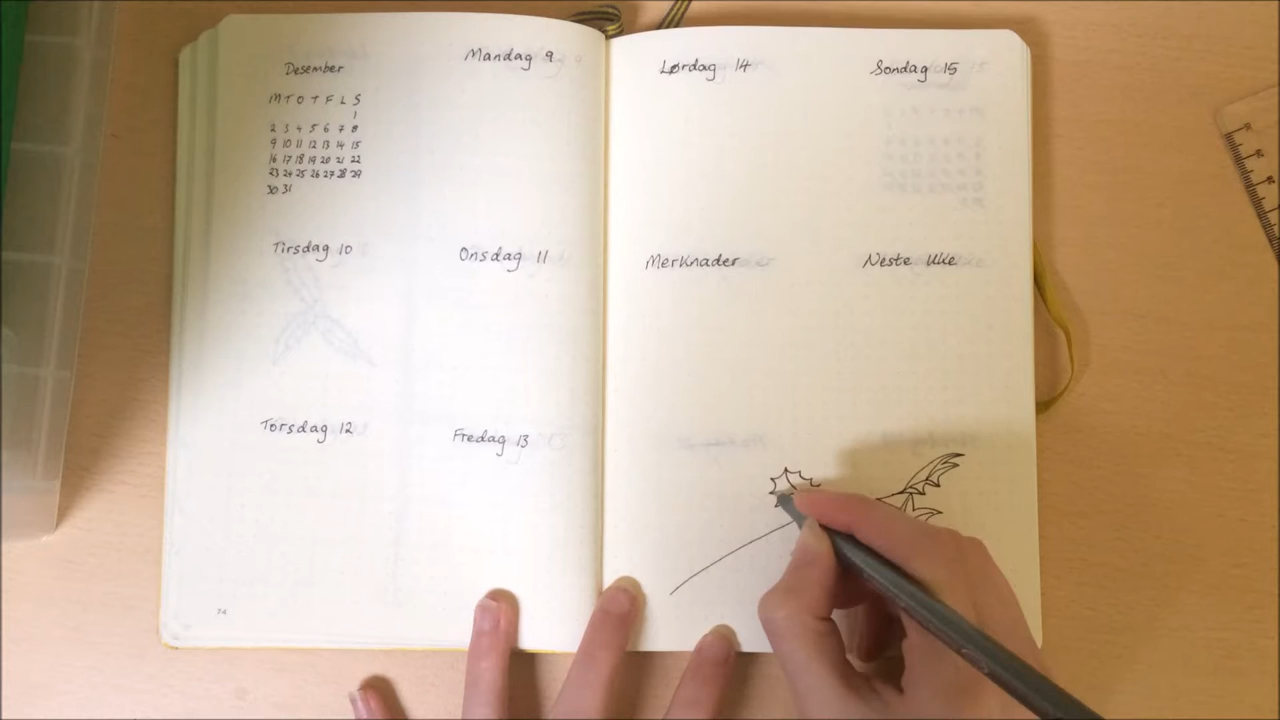 Desember
M T O T F L S
1
2 3 4 5 6 7 8
9 10 11 12 13 14 15
16 17 18 19 20 21 22
23 24 25 26 27 28 29
30 31
Mandag 9
Tirsdag 10
Onsdag 11
Torsdag 12
Fredag 13
74
Lørdag 14
Sondag 15
Merknader
Neste Uke